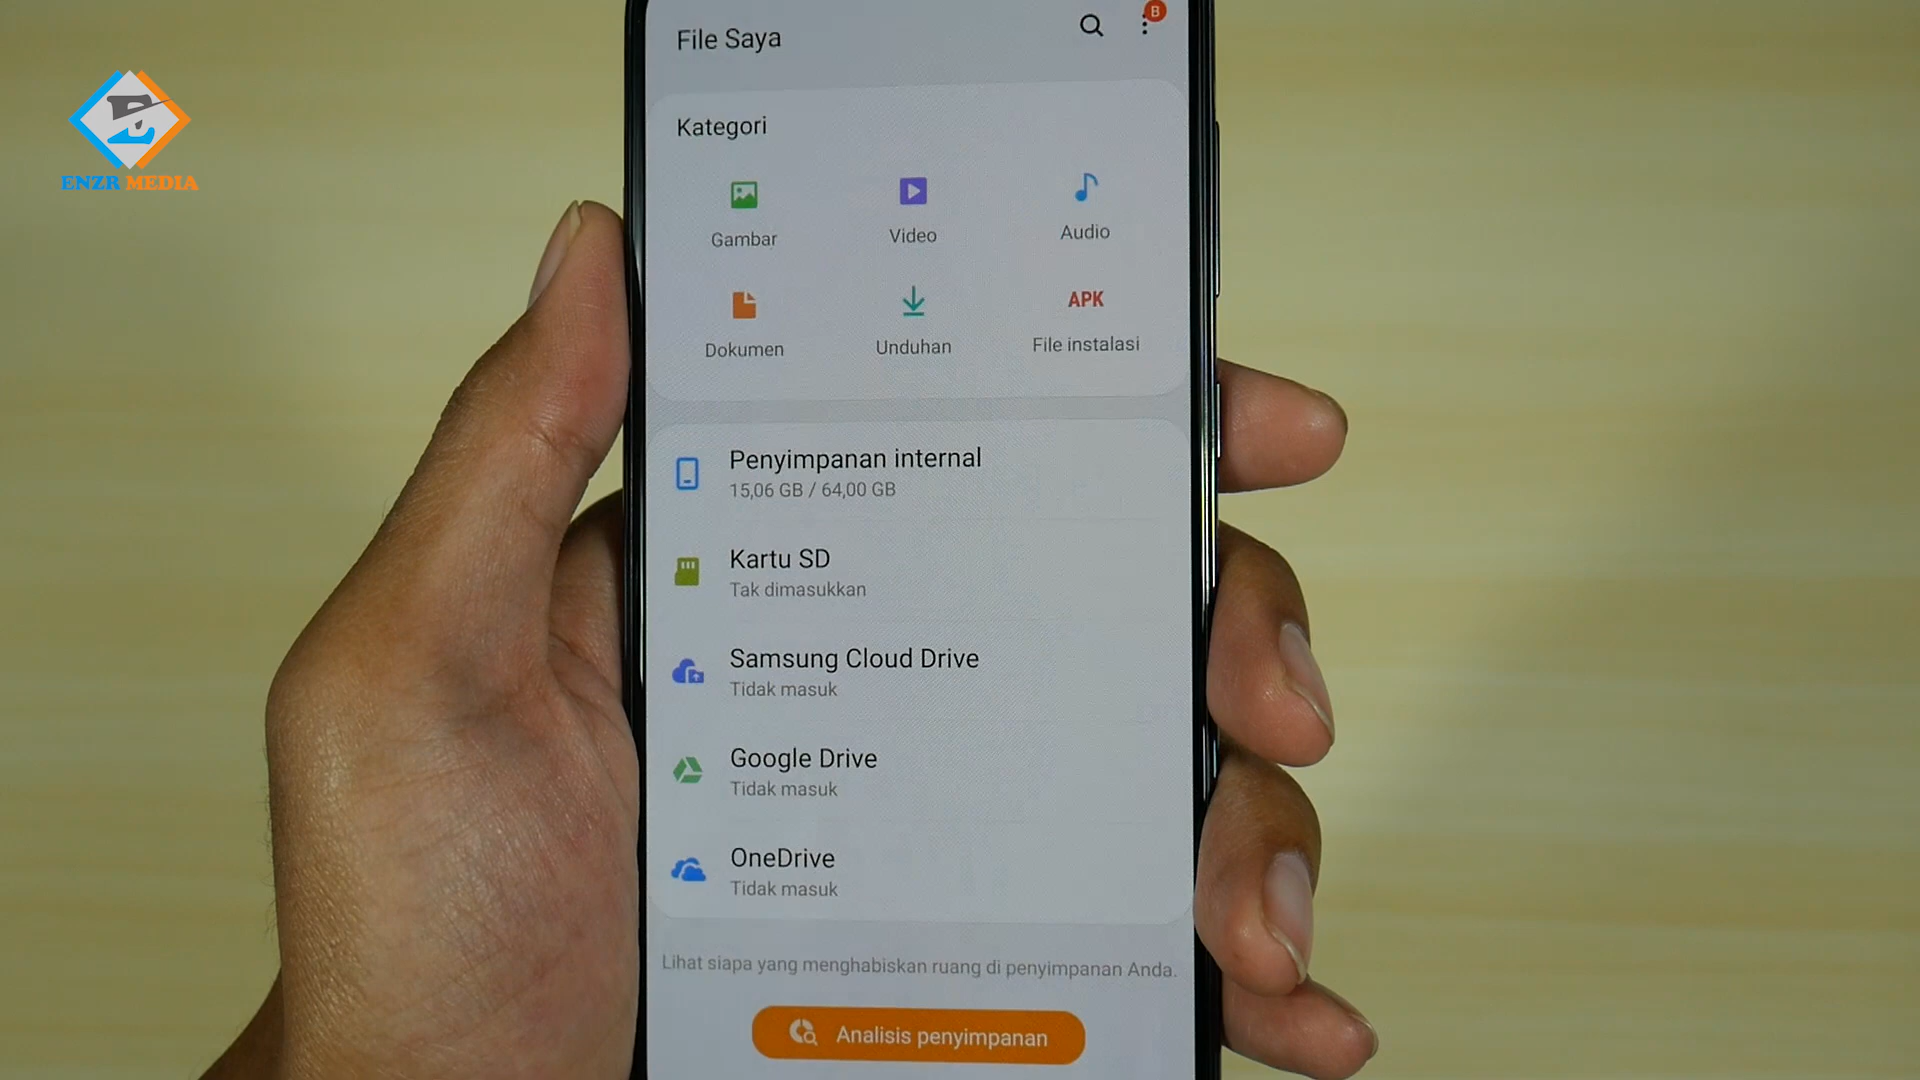 File Saya
B
ENZR MEDIA
Kategori
Gambar
Video
Audio
APK
Dokumen
Unduhan
File instalasi
Penyimpanan internal
15,06 GB / 64,00 GB
Kartu SD
Tak dimasukkan
Samsung Cloud Drive
Tidak masuk
Google Drive
Tidak masuk
OneDrive
Tidak masuk
Lihat siapa yang menghabiskan ruang di penyimpanan Anda.
Analisis penyimpanan